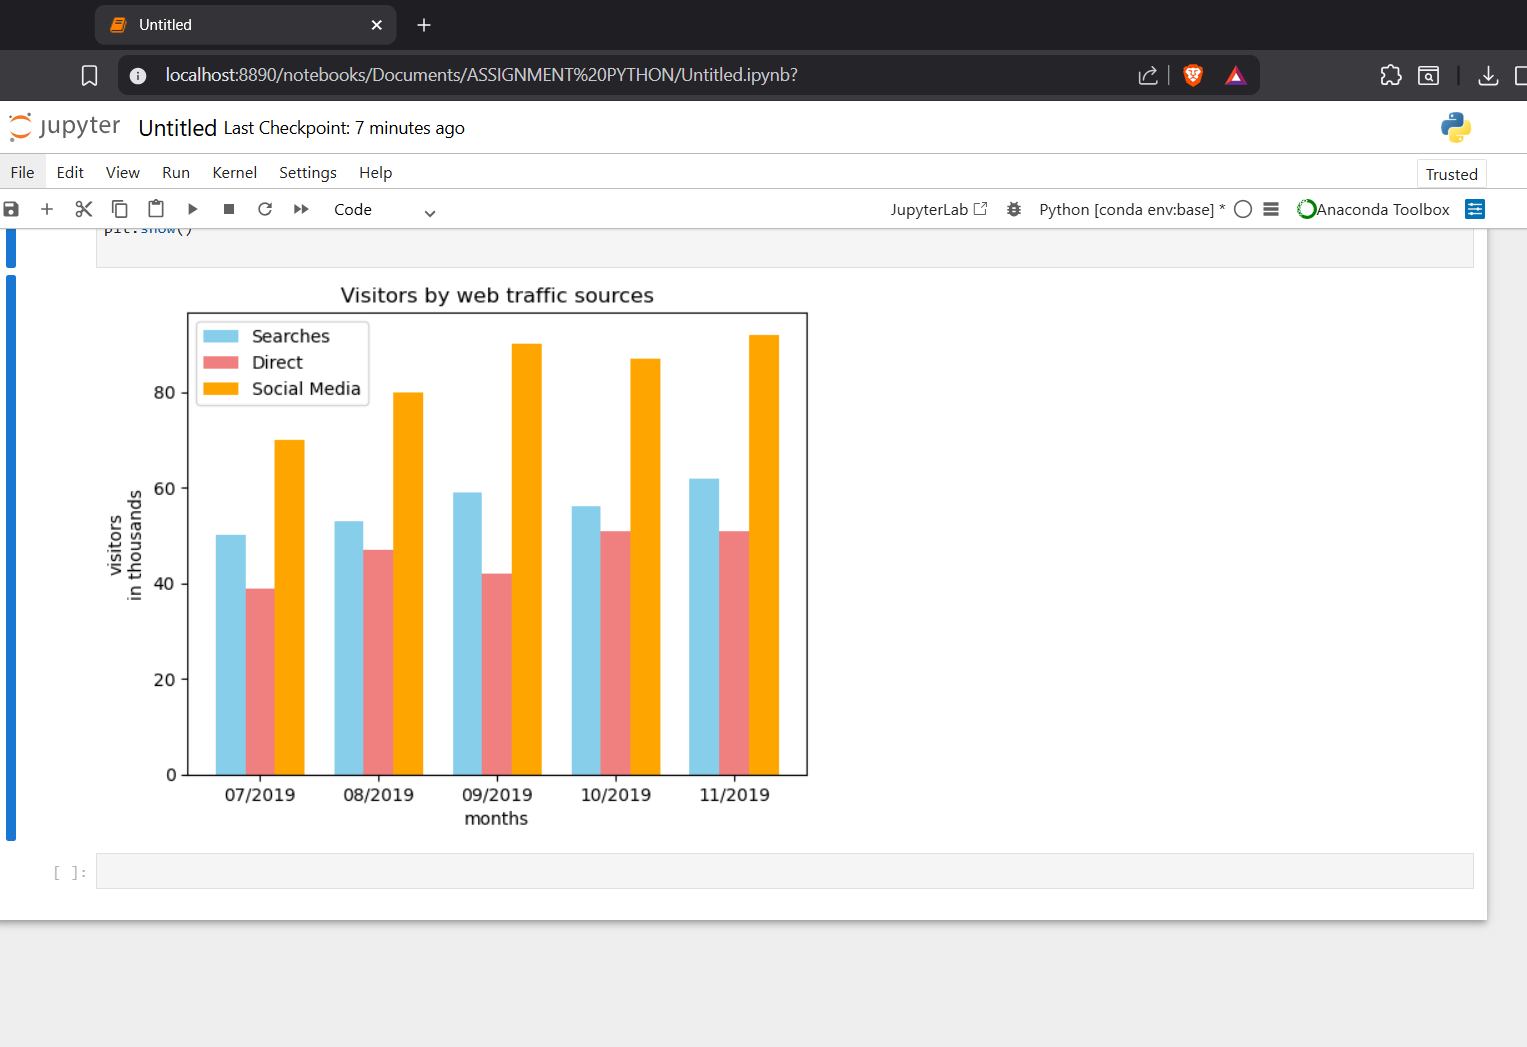 Untitled
localhost:8890/notebooks/Documents/ASSIGNMENT%20PYTHON/Untitled.ipynb?
jupyter Untitled Last Checkpoint: 7 minutes ago
File Edit View Run Kernel Settings Help Trusted
Code JupyterLab Python [conda env:base] * Anaconda Toolbox
plt.show()
Visitors by web traffic sources
Searches
Direct
Social Media
80
60
40
20
0
visitors
in thousands
07/2019 08/2019 09/2019 10/2019 11/2019
months
[ ]: